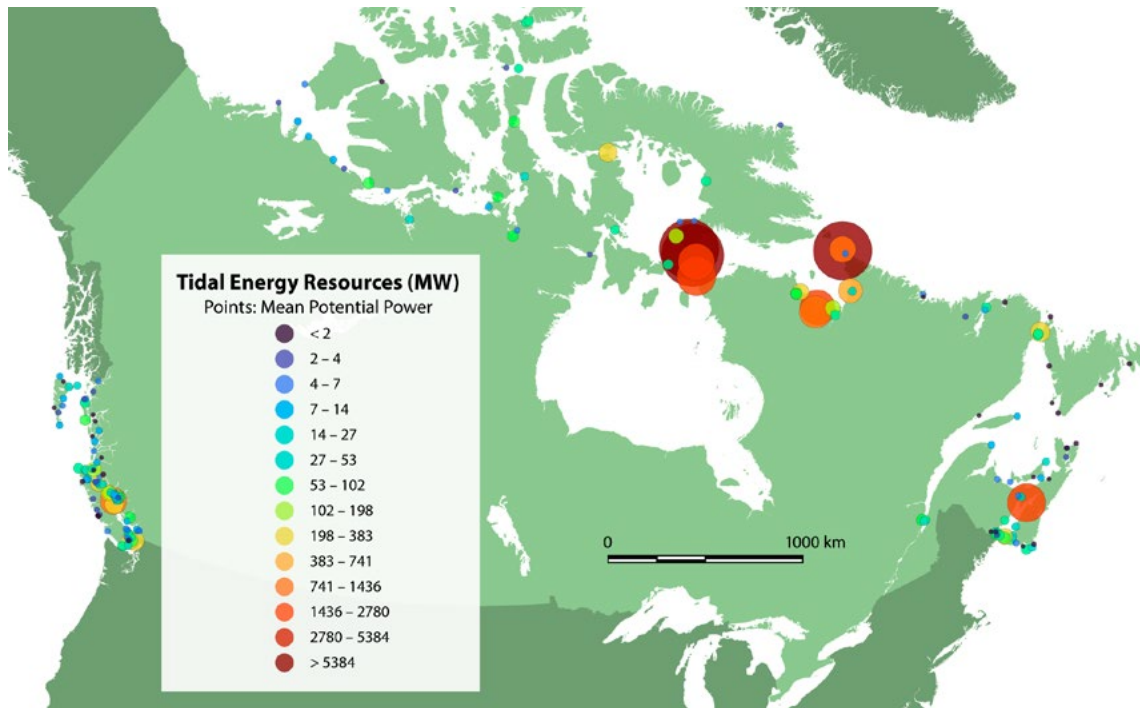 Tidal Energy Resources (MW)
Points: Mean Potential Power
< 2
2 – 4
4 – 7
7 – 14
14 – 27
27 – 53
53 – 102
102 – 198
198 – 383
383 – 741
741 – 1436
1436 – 2780
2780 – 5384
> 5384
0 1000 km